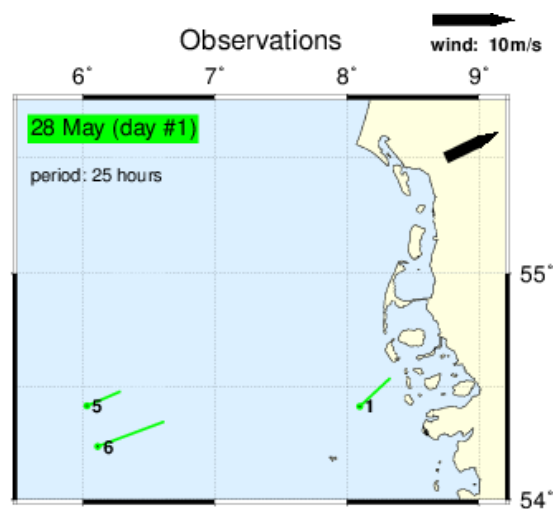 Observations
wind: 10m/s
6° 7° 8° 9°
28 May (day #1)
period: 25 hours
55°
5
1
6
54°